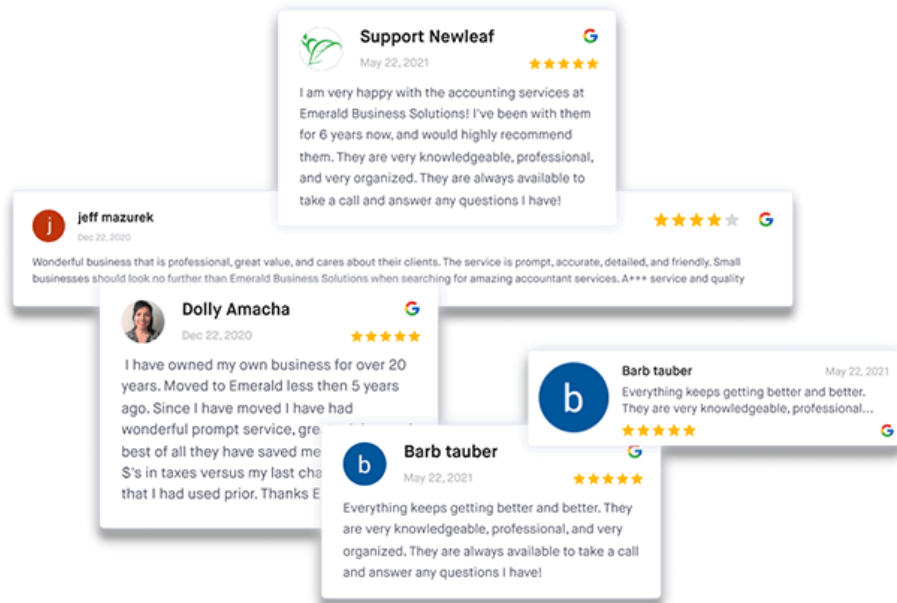 Support Newleaf
May 22, 2021
I am very happy with the accounting services at
Emerald Business Solutions! I've been with them
for 6 years now, and would highly recommend
them. They are very knowledgeable, professional,
and very organized. They are always available to
take a call and answer any questions I have!
j
jeff mazurek
Dec 22, 2020
Wonderful business that is professional, great value, and cares about their clients. The service is prompt, accurate, detailed, and friendly. Small
businesses should look no further than Emerald Business Solutions when searching for amazing accountant services. A+++ service and quality
Dolly Amacha
Dec 22, 2020
I have owned my own business for over 20
years. Moved to Emerald less then 5 years
ago. Since I have moved I have had
wonderful prompt service,
best of all they have saved me
$'s in taxes versus my last
that I had used prior. Thanks
b
Barb tauber
May 22, 2021
Everything keeps getting better and better.
They are very knowledgeable, professional...
b
Barb tauber
May 22, 2021
Everything keeps getting better and better. They
are very knowledgeable, professional, and very
organized. They are always available to take a call
and answer any questions I have!